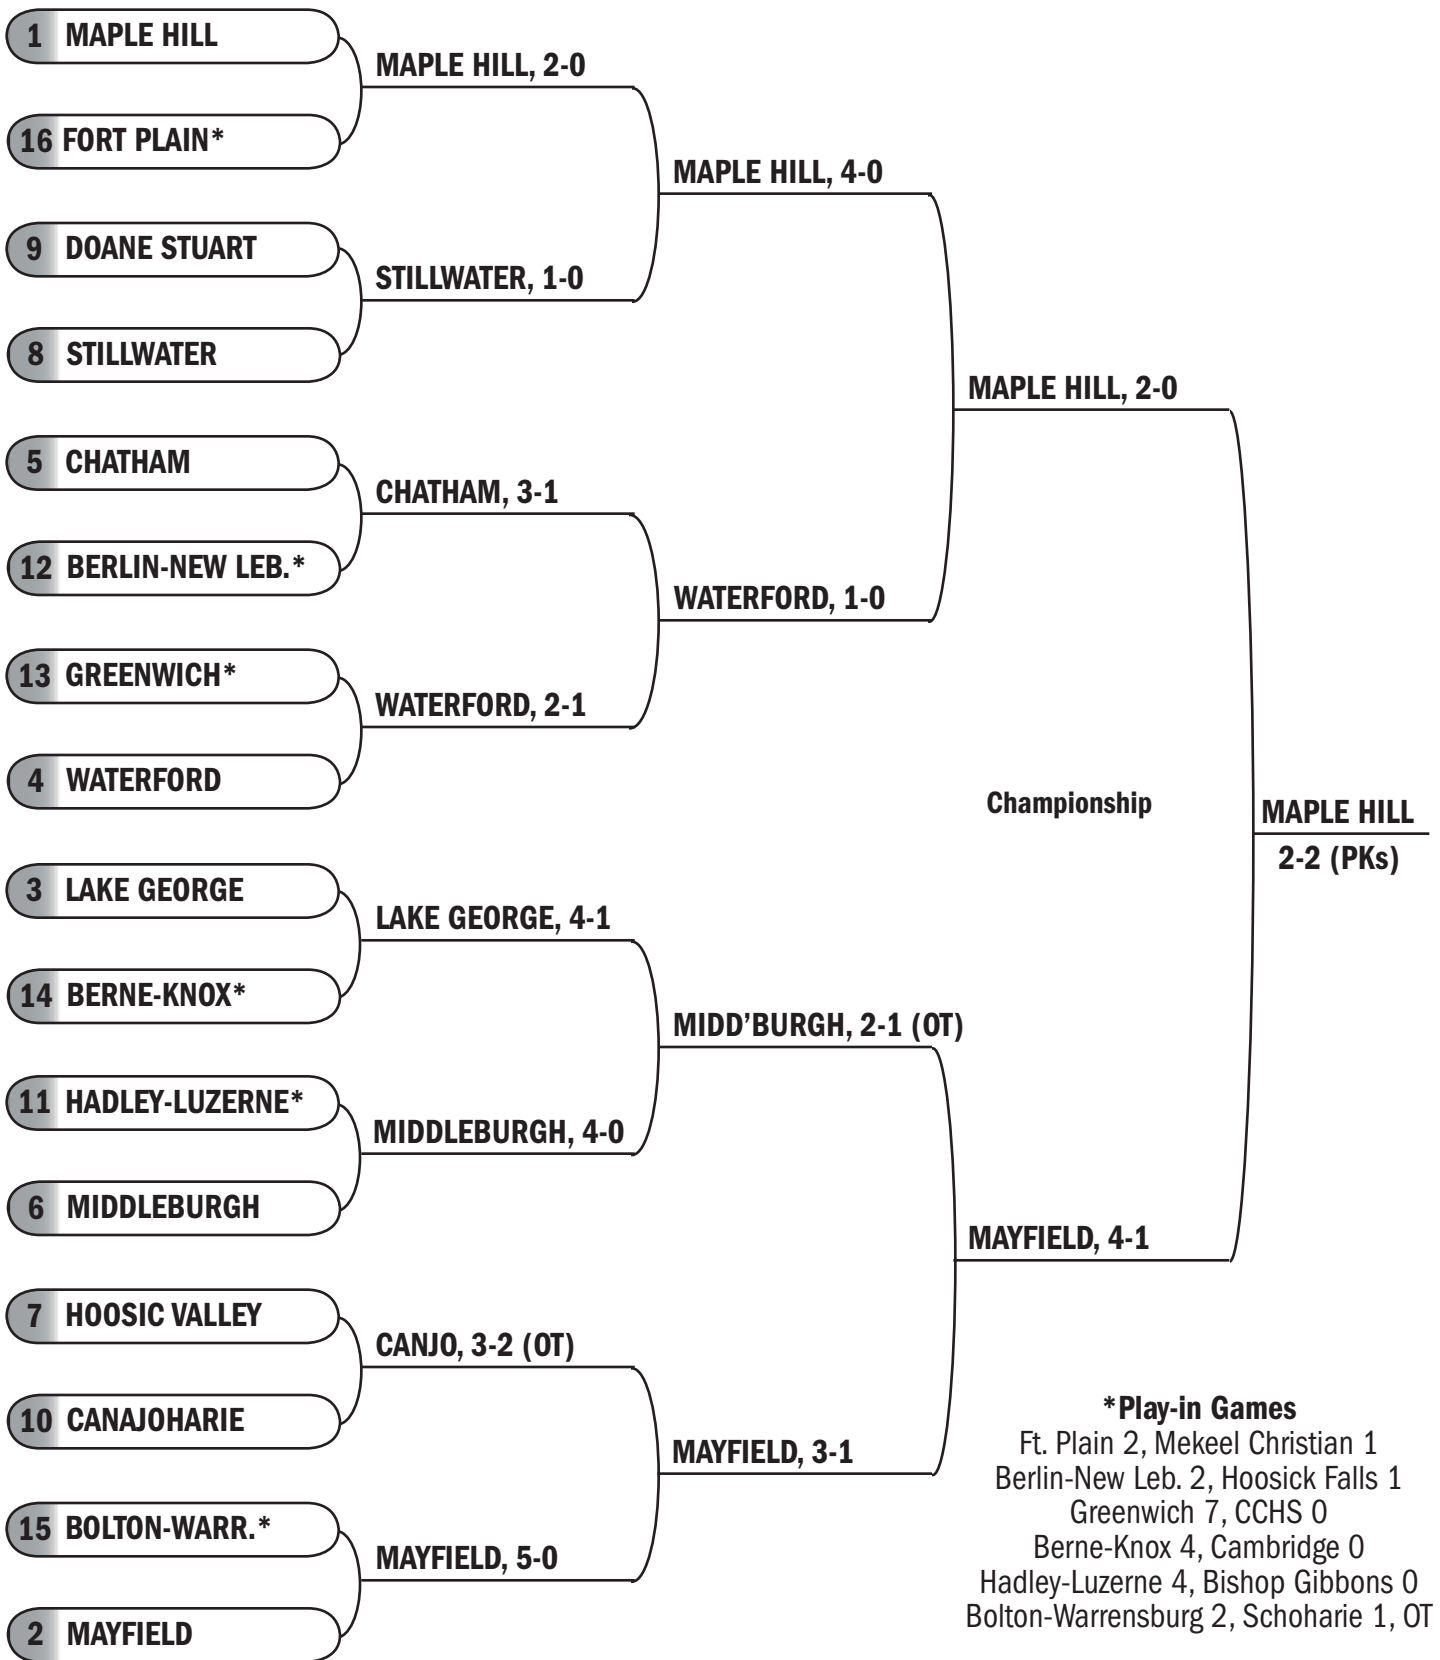 1 MAPLE HILL
MAPLE HILL, 2-0
16 FORT PLAIN*
MAPLE HILL, 4-0
9 DOANE STUART
STILLWATER, 1-0
8 STILLWATER
MAPLE HILL, 2-0
5 CHATHAM
CHATHAM, 3-1
12 BERLIN-NEW LEB.*
WATERFORD, 1-0
13 GREENWICH*
WATERFORD, 2-1
4 WATERFORD
Championship
MAPLE HILL
2-2 (PKs)
3 LAKE GEORGE
LAKE GEORGE, 4-1
14 BERNE-KNOX*
MIDD’BURGH, 2-1 (OT)
11 HADLEY-LUZERNE*
MIDDLEBURGH, 4-0
6 MIDDLEBURGH
MAYFIELD, 4-1
7 HOOSIC VALLEY
CANJO, 3-2 (OT)
10 CANAJOHARIE
MAYFIELD, 3-1
15 BOLTON-WARR.*
MAYFIELD, 5-0
2 MAYFIELD
*Play-in Games
Ft. Plain 2, Mekeel Christian 1
Berlin-New Leb. 2, Hoosick Falls 1
Greenwich 7, CCHS 0
Berne-Knox 4, Cambridge 0
Hadley-Luzerne 4, Bishop Gibbons 0
Bolton-Warrensburg 2, Schoharie 1, OT